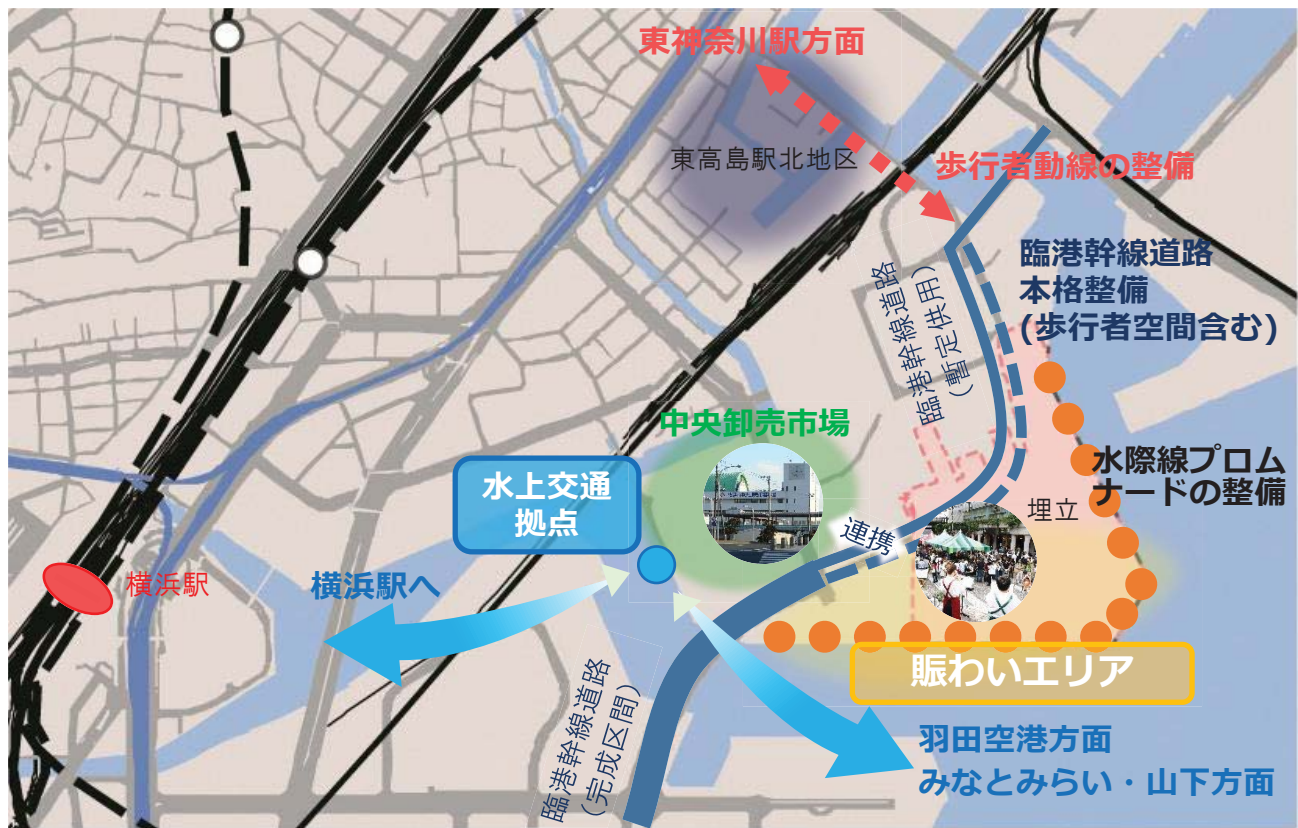 東神奈川駅方面
東高島駅北地区
歩行者動線の整備
臨港幹線道路
本格整備
(歩行者空間含む)
臨港幹線道路
(暫定供用)
中央卸売市場
水際線プロム
ナードの整備
水上交通
拠点
埋立
連携
横浜駅
横浜駅へ
賑わいエリア
臨港幹線道路
(完成区間)
羽田空港方面
みなとみらい・山下方面